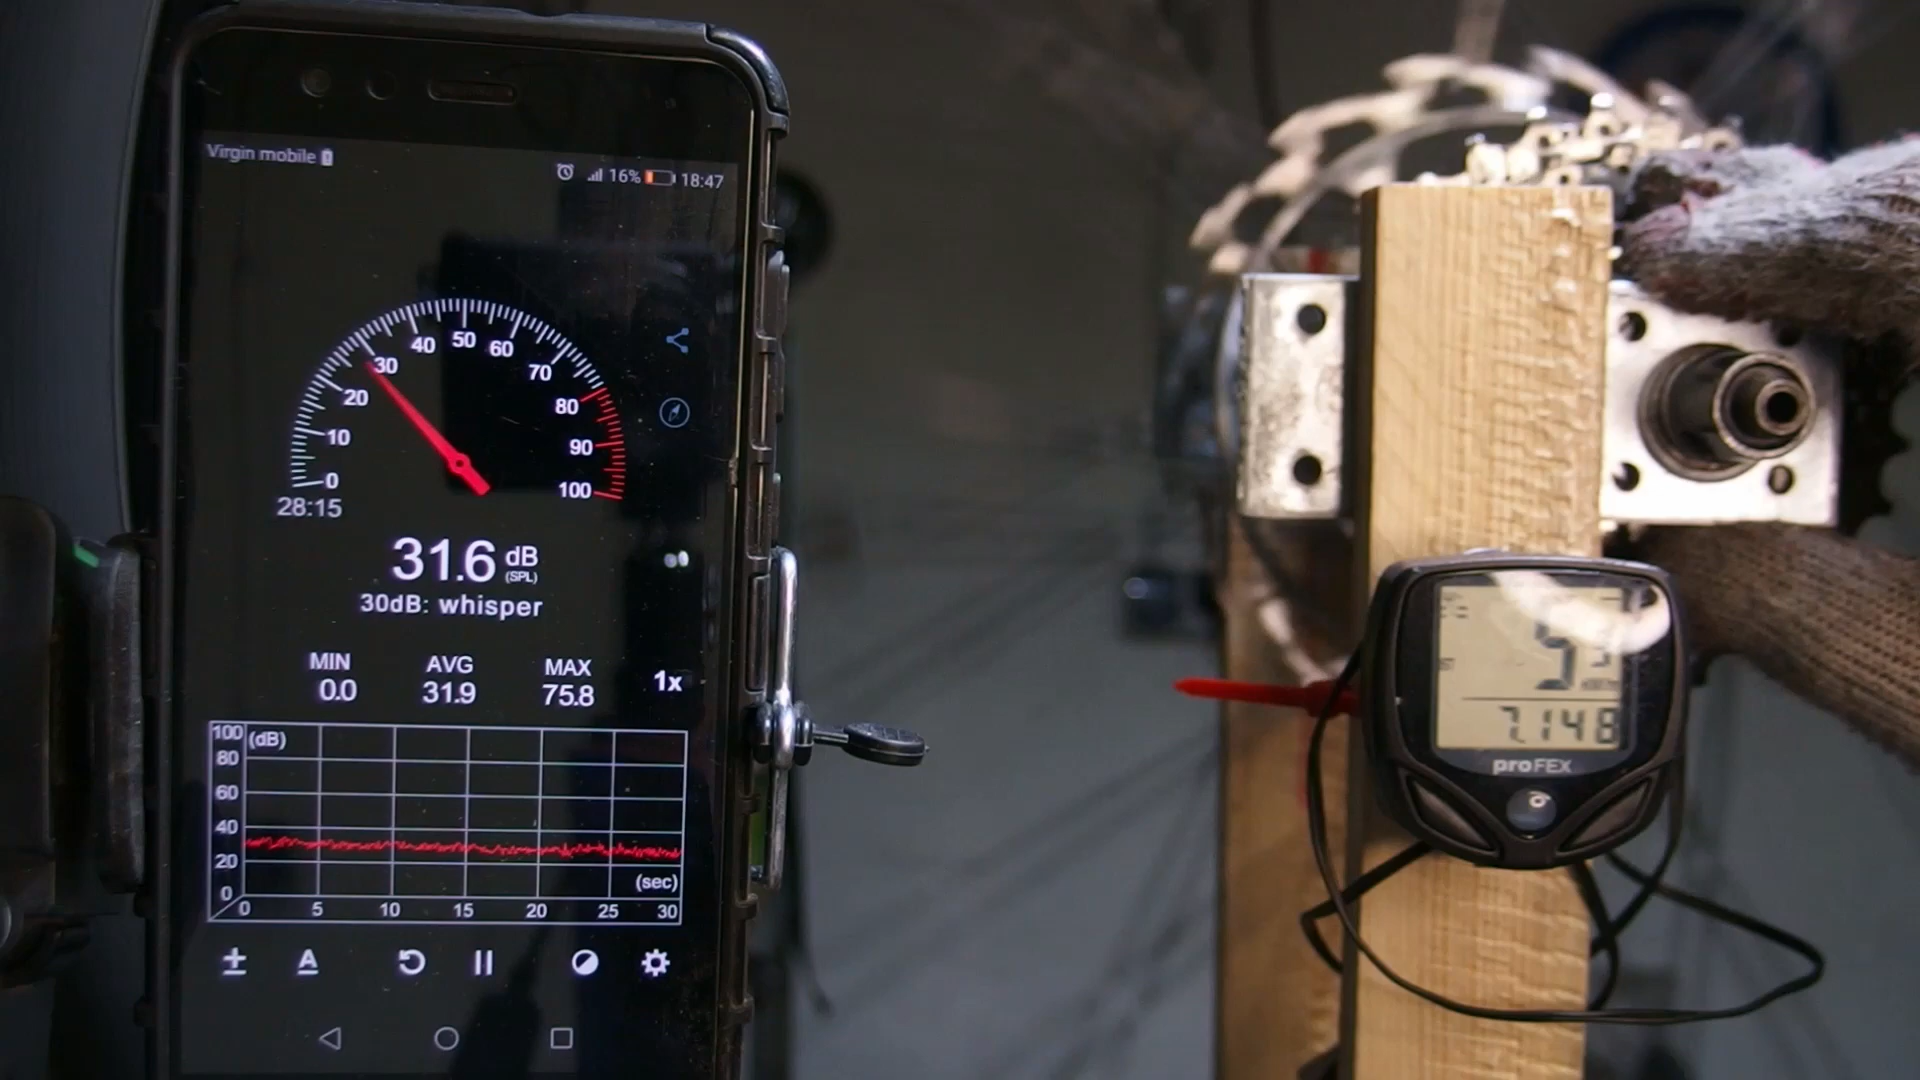 Virgin mobile
16% 18:47
0 10 20 30 40 50 60 70 80 90 100
28:15
31.6 dB
(SPL)
30dB: whisper
MIN AVG MAX
0.0 31.9 75.8
1x
100 (dB)
80
60
40
20
0
(sec)
0 5 10 15 20 25 30
A
7.148
proFEX